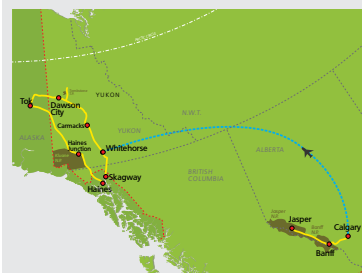 YUKON
Tok
Dawson
City
Carmacks
YUKON
N.W.T.
ALASKA
Haines
Junction
Whitehorse
ALBERTA
Skagway
Haines
BRITISH
COLUMBIA
Jasper
Calgary
Banff